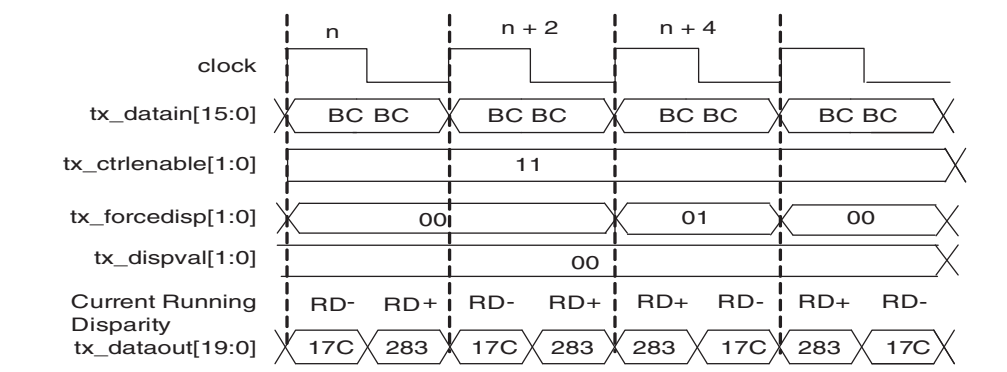 n n + 2 n + 4
clock
tx_datain[15:0] BC BC BC BC BC BC BC BC
tx_ctrlenable[1:0] 11
tx_forcedisp[1:0] 00 01 00
tx_dispval[1:0] 00
Current Running RD- RD+ RD- RD+ RD+ RD- RD+ RD-
Disparity
tx_dataout[19:0] 17C 283 17C 283 283 17C 283 17C